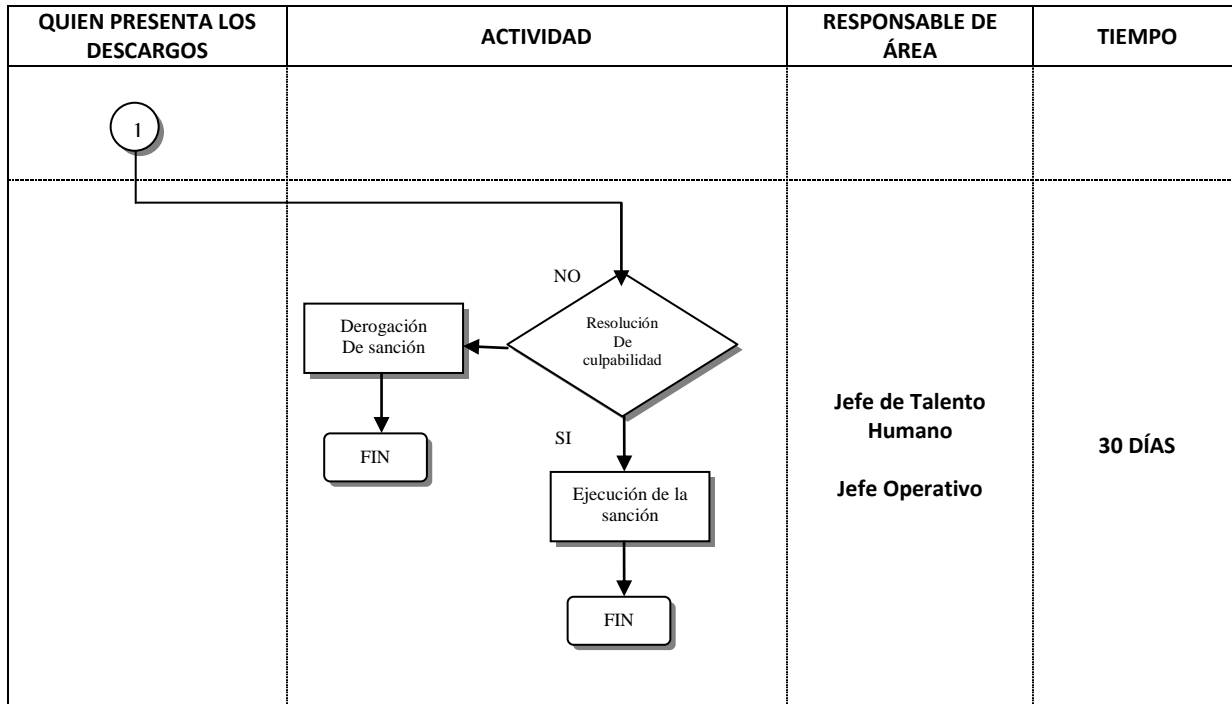 QUIEN PRESENTA LOS
DESCARGOS
ACTIVIDAD
RESPONSABLE DE
ÁREA
TIEMPO
1
NO
Resolución
De
culpabilidad
Derogación
De sanción
FIN
SI
Ejecución de la
sanción
FIN
Jefe de Talento
Humano
Jefe Operativo
30 DÍAS